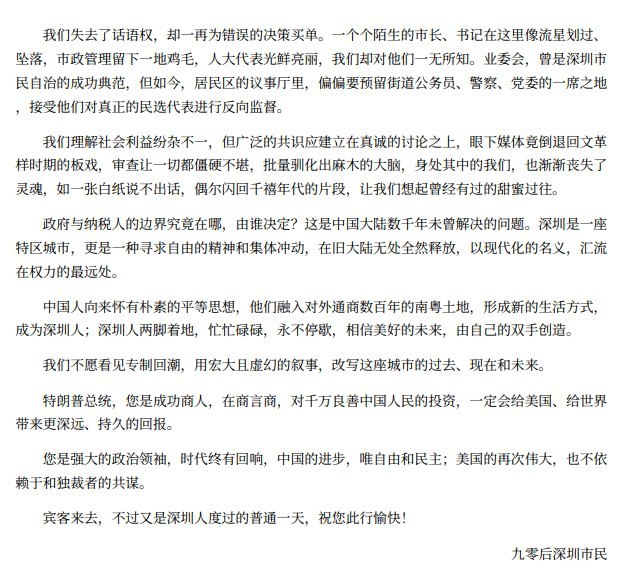 我们失去了话语权，却一再为错误的决策买单。一个个陌生的市长、书记在这里像流星划过、
坠落，市政管理留下一地鸡毛，人大代表光鲜亮丽，我们却对他们一无所知。业委会，曾是深圳市
民自治的成功典范，但如今，居民区的议事厅里，偏偏要预留街道公务员、警察、党委的一席之地
，接受他们对真正的民选代表进行反向监督。
我们理解社会利益纷杂不一，但广泛的共识应建立在真诚的讨论之上，眼下媒体竟倒退回文革
样时期的板戏，审查让一切都僵硬不堪，批量驯化出麻木的大脑，身处其中的我们，也渐渐丧失了
灵魂，如一张白纸说不出话，偶尔闪回千禧年代的片段，让我们想起曾经有过的甜蜜过往。
政府与纳税人的边界究竟在哪，由谁决定？这是中国大陆数千年未曾解决的问题。深圳是一座
特区城市，更是一种寻求自由的精神和集体冲动，在旧大陆无处全然释放，以现代化的名义，汇流
在权力的最远处。
中国人向来怀有朴素的平等思想，他们融入对外通商数百年的南粤土地，形成新的生活方式，
成为深圳人；深圳人两脚着地，忙忙碌碌，永不停歇，相信美好的未来，由自己的双手创造。
我们不愿看见专制回潮，用宏大且虚幻的叙事，改写这座城市的过去、现在和未来。
特朗普总统，您是成功商人，在商言商，对千万良善中国人民的投资，一定会给美国、给世界
带来更深远、持久的回报。
您是强大的政治领袖，时代终有回响，中国的进步，唯自由和民主；美国的再次伟大，也不依
赖于和独裁者的共谋。
宾客来去，不过又是深圳人度过的普通一天，祝您此行愉快！
九零后深圳市民